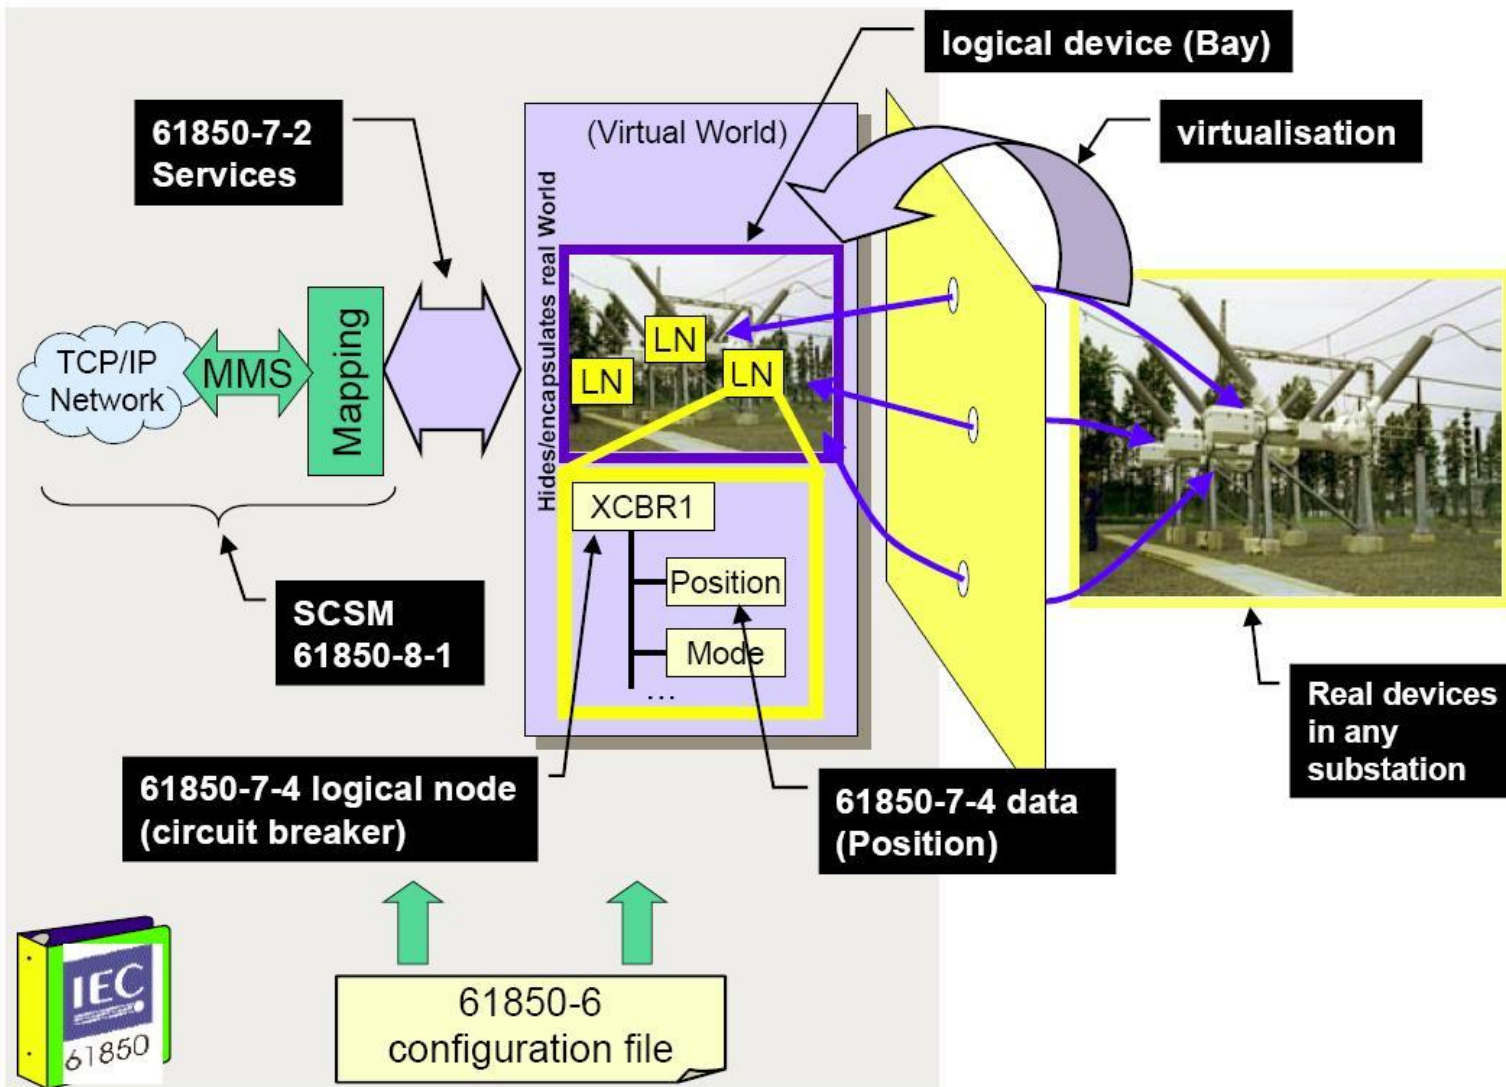 logical device (Bay)
61850-7-2
Services
(Virtual World)
virtualisation
Hides/encapsulates real World
TCP/IP
Network
MMS
Mapping
LN
LN
LN
XCBR1
Position
Mode
...
SCSM
61850-8-1
Real devices
in any
substation
61850-7-4 logical node
(circuit breaker)
61850-7-4 data
(Position)
IEC
61850
61850-6
configuration file